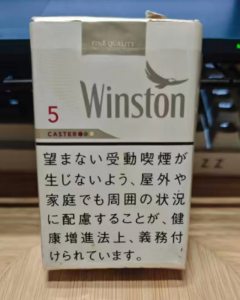 FINE QUALITY
Winston
5
CASTER
望まない受動喫煙が
生じないよう、屋外や
家庭でも周囲の状況
に配慮することが、健
康増進法上、義務付
けられています。